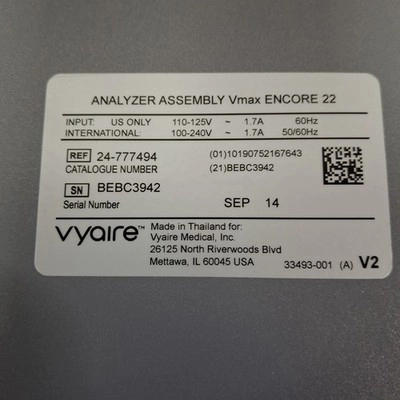 ANALYZER ASSEMBLY Vmax ENCORE 22
INPUT: US ONLY 110-125V ~ 1.7A 60Hz
INTERNATIONAL: 100-240V ~ 1.7A 50/60Hz
REF 24-777494 (01)10190752167643
CATALOGUE NUMBER (21)BEBC3942
SN BEBC3942
Serial Number SEP 14
vyaire™ Made in Thailand for:
Vyaire Medical, Inc.
26125 North Riverwoods Blvd
Mettawa, IL 60045 USA 33493-001 (A) V2